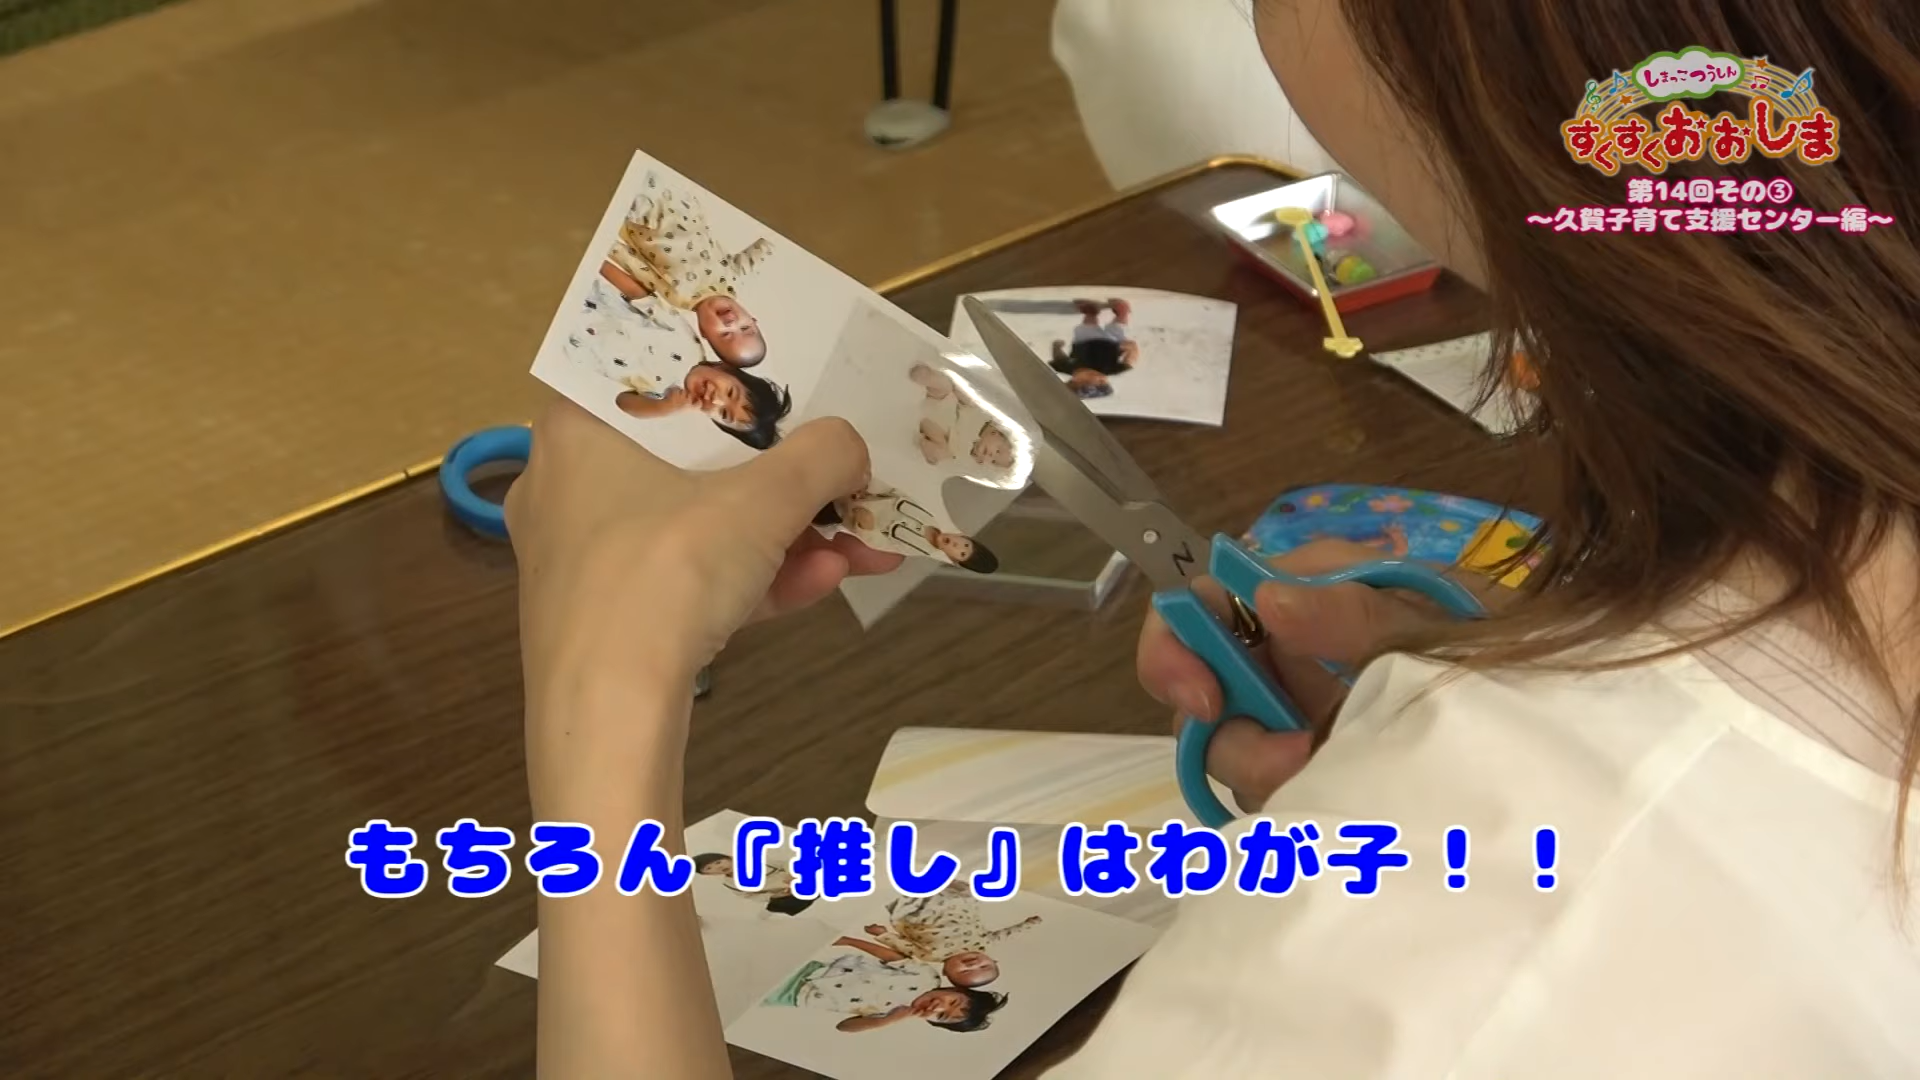 しまっこつうしん
すくすくおおしま
第14回その③
～久賀子育て支援センター編～
もちろん『推し』はわが子！！